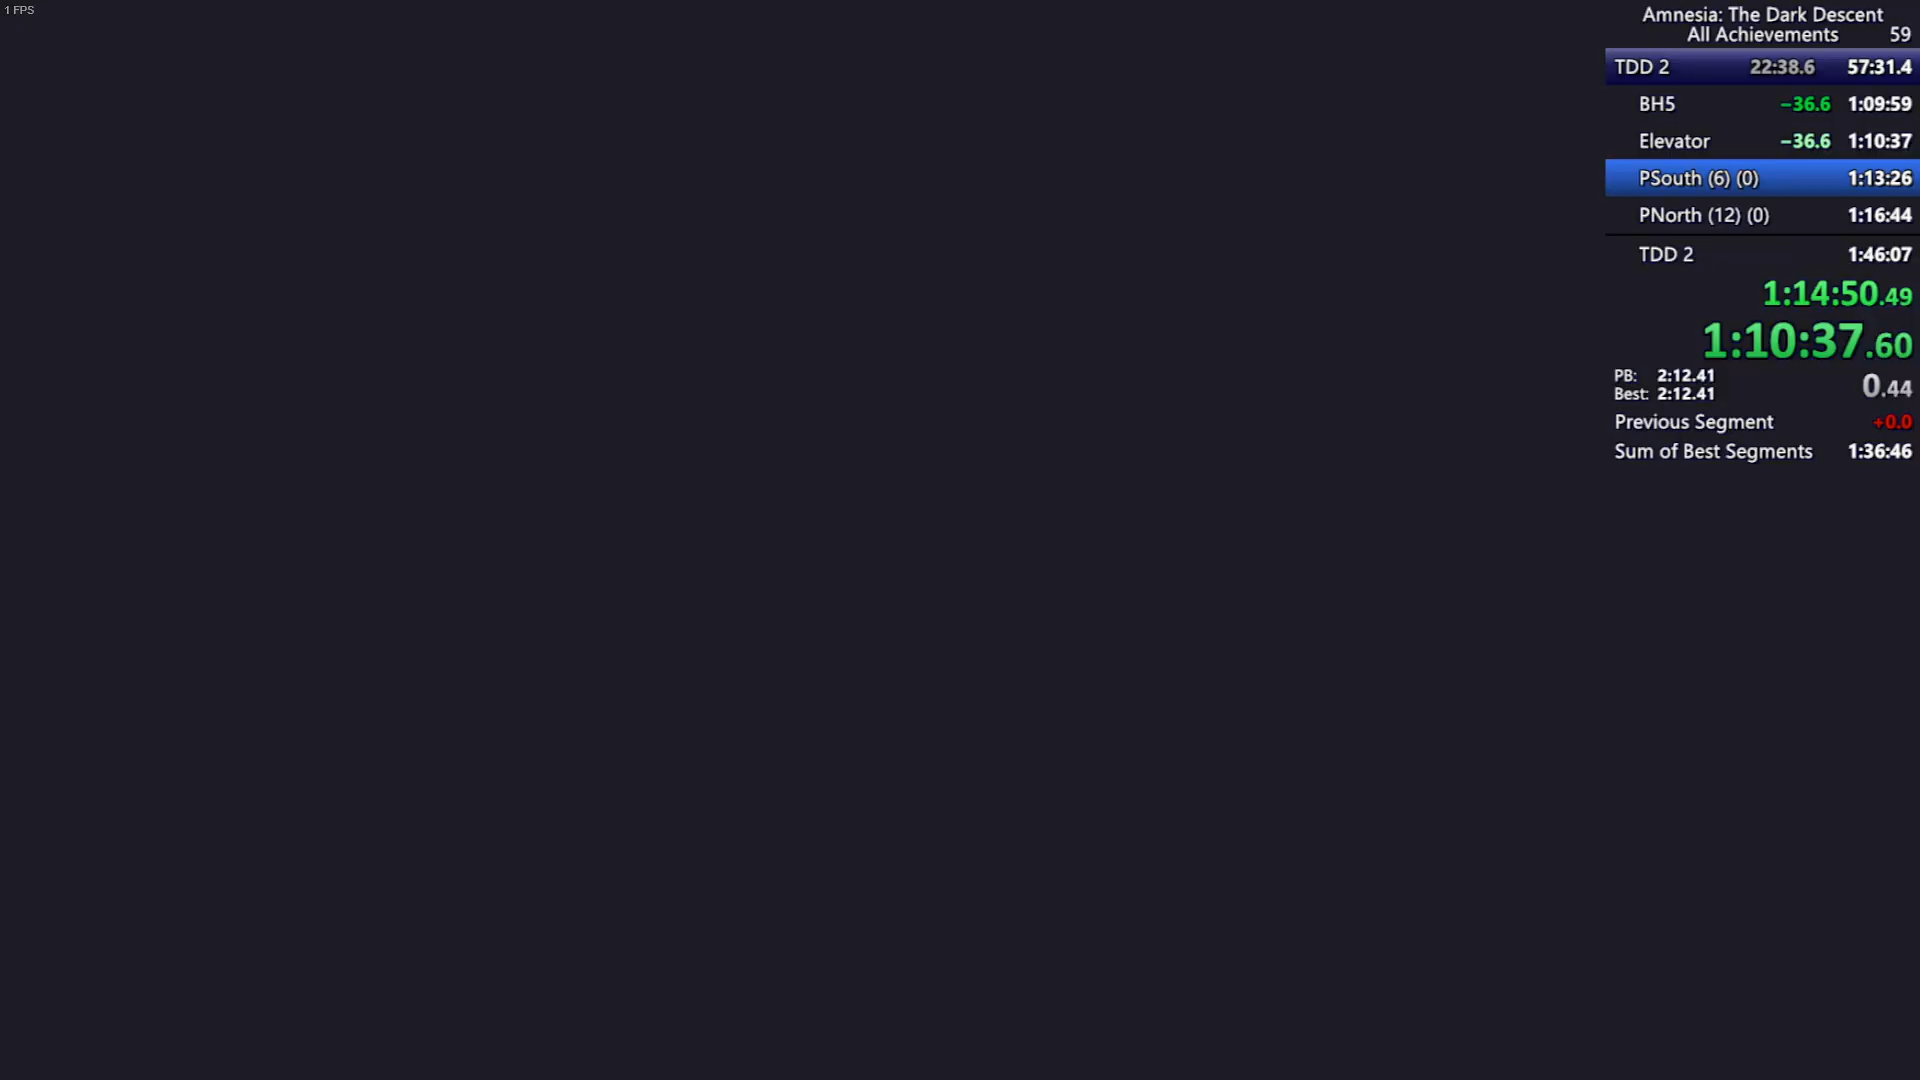 1 FPS
Amnesia: The Dark Descent
All Achievements 59
TDD 2 22:38.6 57:31.4
BH5 −36.6 1:09:59
Elevator −36.6 1:10:37
PSouth (6) (0) 1:13:26
PNorth (12) (0) 1:16:44
TDD 2 1:46:07
1:14:50.49
1:10:37.60
PB: 2:12.41
Best: 2:12.41
0.44
Previous Segment +0.0
Sum of Best Segments 1:36:46